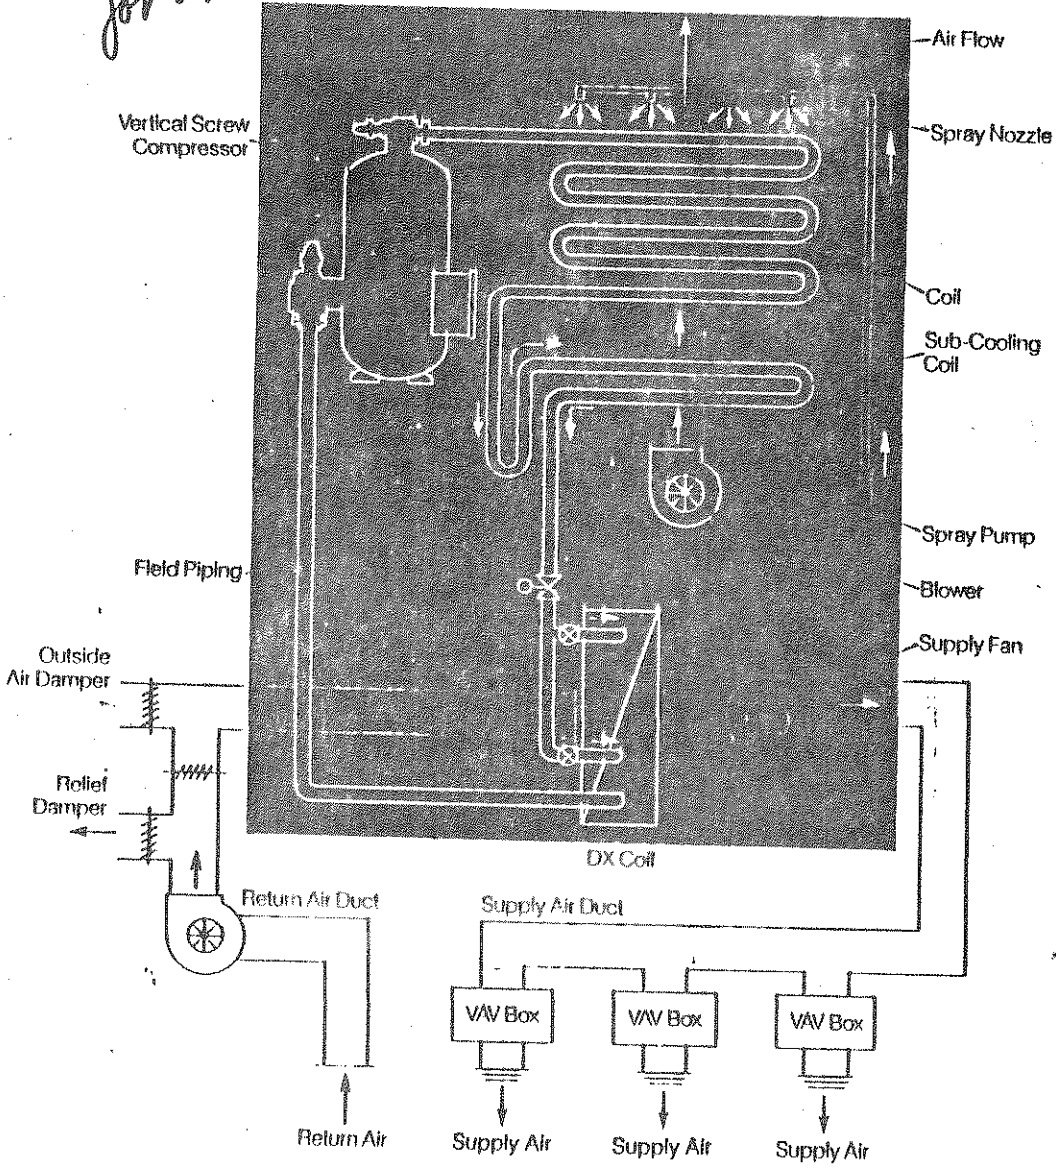 Air Flow
Vertical Screw
Compressor
Spray Nozzle
Coil
Sub-Cooling
Coil
Spray Pump
Field Piping
Blower
Supply Fan
Outside
Air Damper
Relief
Damper
DX Coil
Return Air Duct
Supply Air Duct
VAV Box
VAV Box
VAV Box
Return Air
Supply Air
Supply Air
Supply Air